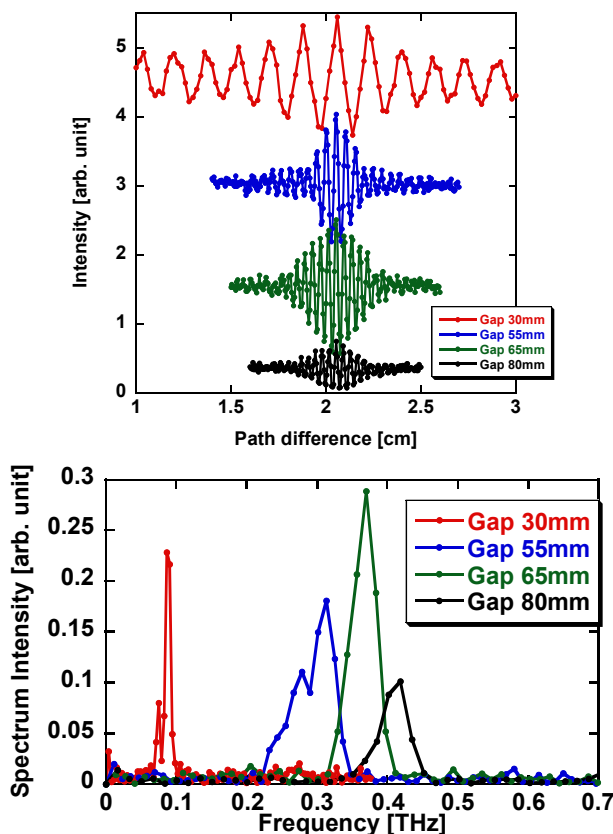 5
4
3
2
1
0
Intensity [arb. unit]
Gap 30mm
Gap 55mm
Gap 65mm
Gap 80mm
1 1.5 2 2.5 3
Path difference [cm]
0.3
0.25
0.2
0.15
0.1
0.05
0
Spectrum Intensity [arb. unit]
Gap 30mm
Gap 55mm
Gap 65mm
Gap 80mm
0 0.1 0.2 0.3 0.4 0.5 0.6 0.7
Frequency [THz]